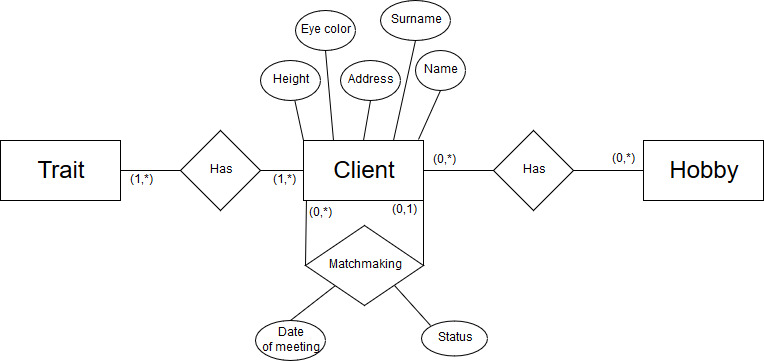 Surname
Eye color
Name
Height
Address
Trait
Has
Client
Has
Hobby
(1,*)
(1,*)
(0,*)
(0,*)
(0,*)
(0,1)
Matchmaking
Date
of meeting
Status